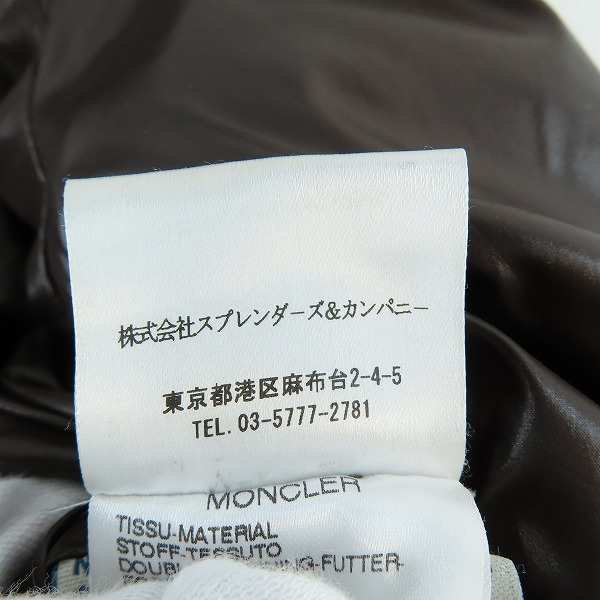 株式会社スプレンダーズ&カンパニー
東京都港区麻布台2-4-5
TEL. 03-5777-2781
MONCLER
TISSU-MATERIAL
STOFF-TESSUTO
-FUTTER-